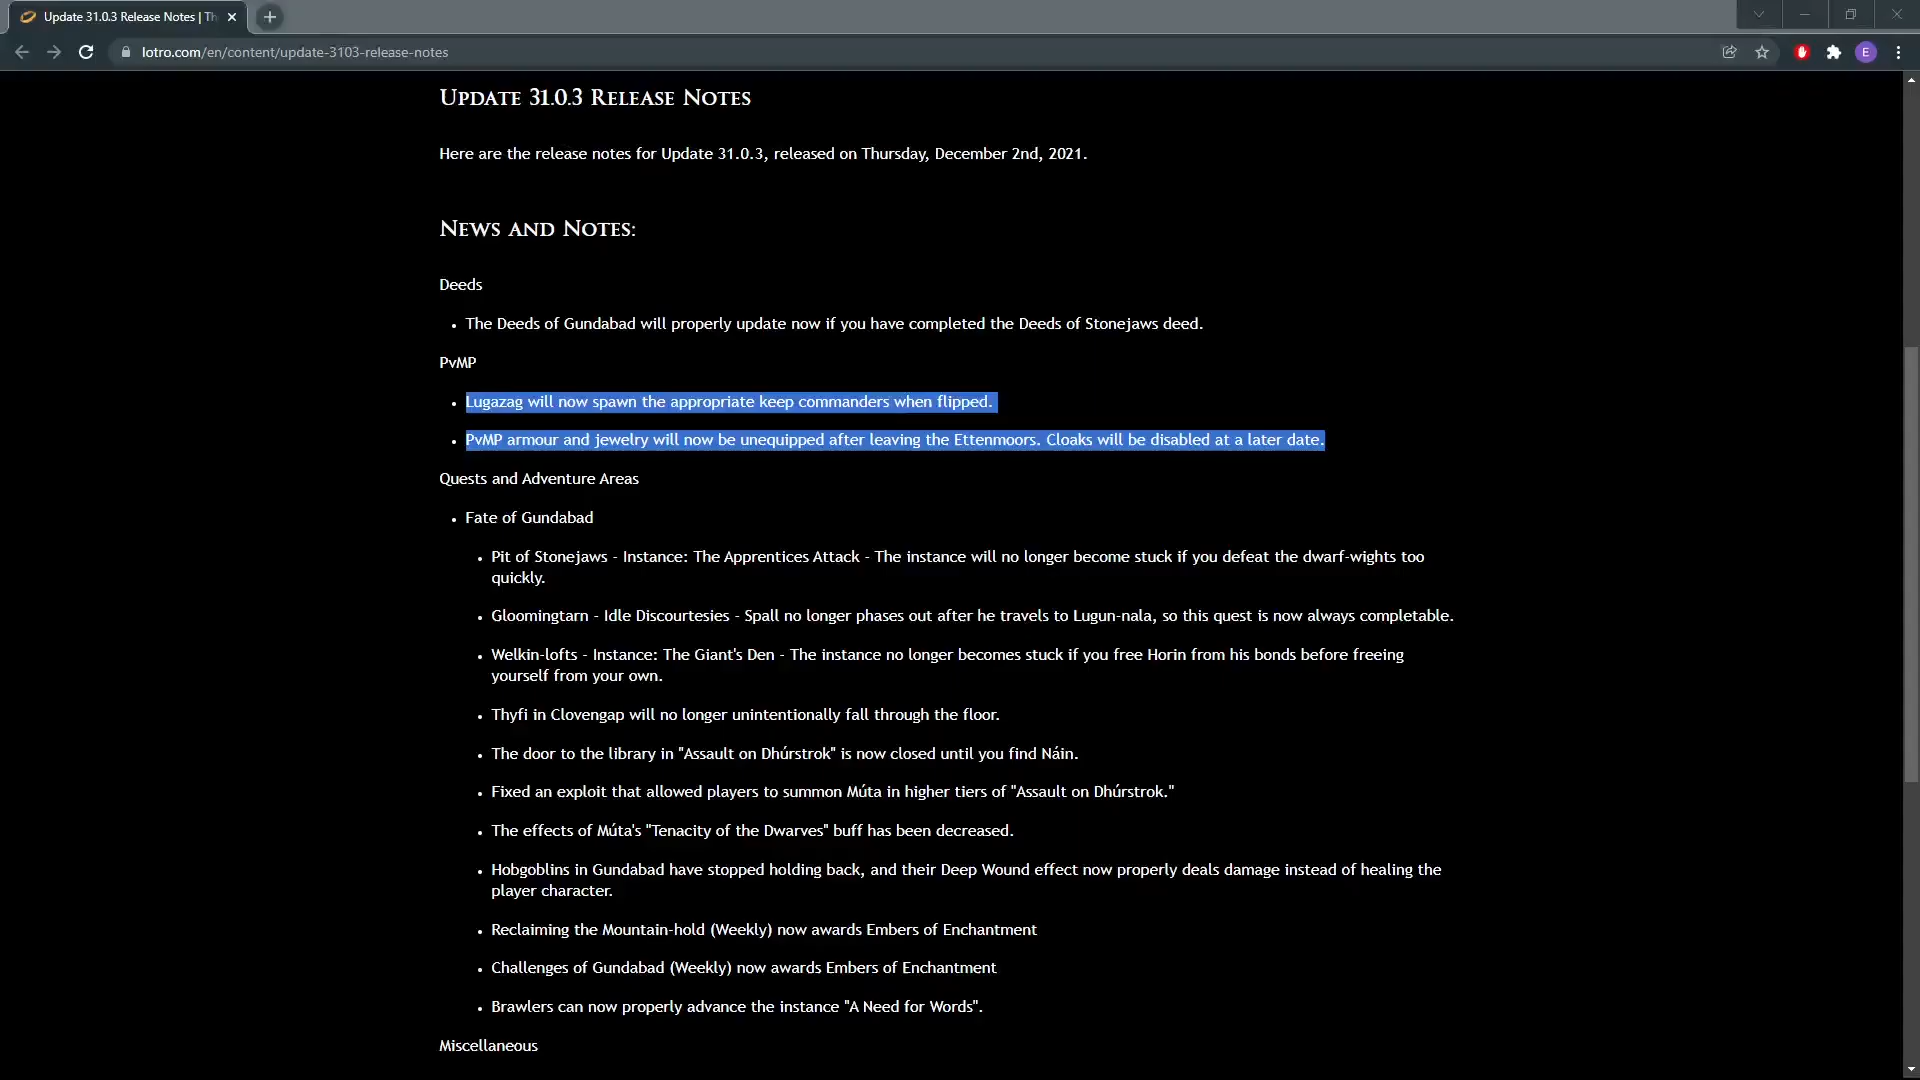 Update 31.0.3 Release Notes | Th
lotro.com/en/content/update-3103-release-notes
E
Update 31.0.3 Release Notes
Here are the release notes for Update 31.0.3, released on Thursday, December 2nd, 2021.
News and Notes:
Deeds
The Deeds of Gundabad will properly update now if you have completed the Deeds of Stonejaws deed.
PvMP
Lugazag will now spawn the appropriate keep commanders when flipped.
PvMP armour and jewelry will now be unequipped after leaving the Ettenmoors. Cloaks will be disabled at a later date.
Quests and Adventure Areas
Fate of Gundabad
Pit of Stonejaws - Instance: The Apprentices Attack - The instance will no longer become stuck if you defeat the dwarf-wights too
quickly.
Gloomingtarn - Idle Discourtesies - Spall no longer phases out after he travels to Lugun-nala, so this quest is now always completable.
Welkin-lofts - Instance: The Giant's Den - The instance no longer becomes stuck if you free Horin from his bonds before freeing
yourself from your own.
Thyfi in Clovengap will no longer unintentionally fall through the floor.
The door to the library in "Assault on Dhúrstrok" is now closed until you find Náin.
Fixed an exploit that allowed players to summon Múta in higher tiers of "Assault on Dhúrstrok."
The effects of Múta's "Tenacity of the Dwarves" buff has been decreased.
Hobgoblins in Gundabad have stopped holding back, and their Deep Wound effect now properly deals damage instead of healing the
player character.
Reclaiming the Mountain-hold (Weekly) now awards Embers of Enchantment
Challenges of Gundabad (Weekly) now awards Embers of Enchantment
Brawlers can now properly advance the instance "A Need for Words".
Miscellaneous